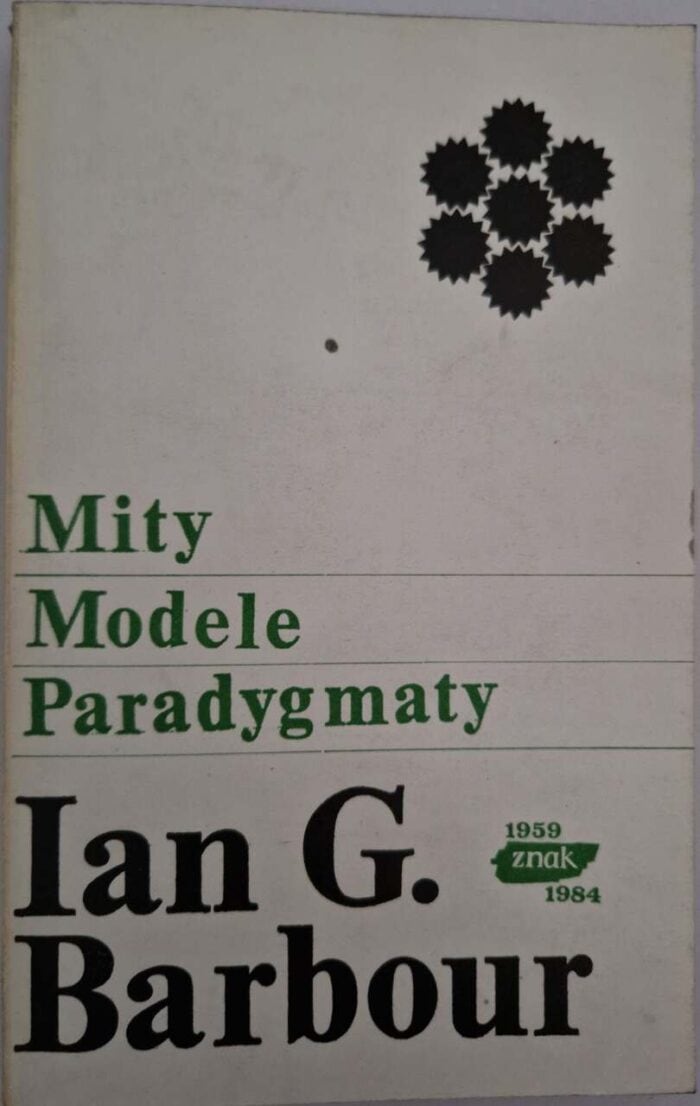 Mity
Modele
Paradygmaty
Ian G.
Barbour
1959
znak
1984